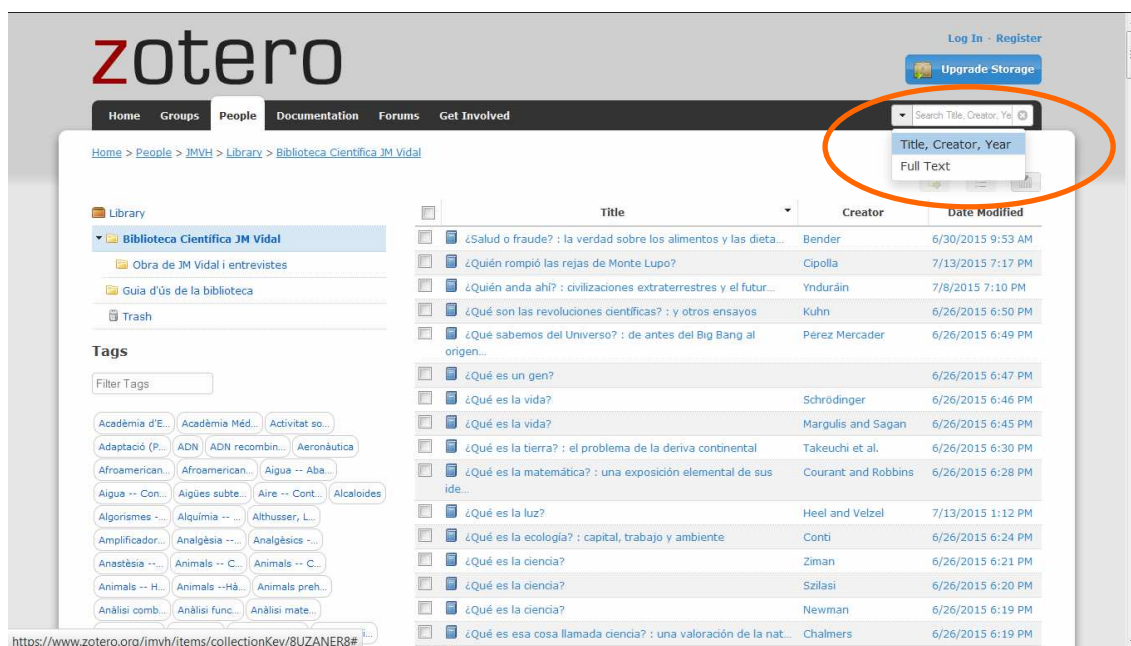 zotero
Log In · Register
Upgrade Storage
Home Groups People Documentation Forums Get Involved
Search Title, Creator, Ye
Title, Creator, Year
Full Text
Home > People > JMVH > Library > Biblioteca Científica JM Vidal
Library
Biblioteca Científica JM Vidal
Obra de JM Vidal i entrevistes
Guia d'ús de la biblioteca
Trash
Tags
Filter Tags
Acadèmia d'E... Acadèmia Méd... Activitat so...
Adaptació (P... ADN ADN recombin... Aeronàutica
Afroamerican... Afroamerican... Aigua -- Aba...
Aigua -- Con... Aigües subte... Aire -- Cont... Alcaloides
Algorismes -... Alquímia -- ... Althusser, L...
Amplificador... Analgèsia --... Analgèsics -...
Anastèsia --... Animals -- C... Animals -- C...
Animals -- H... Animals --Hà... Animals preh...
Anàlisi comb... Anàlisi func... Anàlisi mate...
Title Creator Date Modified
¿Salud o fraude? : la verdad sobre los alimentos y las dieta... Bender 6/30/2015 9:53 AM
¿Quién rompió las rejas de Monte Lupo? Cipolla 7/13/2015 7:17 PM
¿Quién anda ahí? : civilizaciones extraterrestres y el futur... Ynduráin 7/8/2015 7:10 PM
¿Qué son las revoluciones científicas? : y otros ensayos Kuhn 6/26/2015 6:50 PM
¿Qué sabemos del Universo? : de antes del Big Bang al Pérez Mercader 6/26/2015 6:49 PM
origen...
¿Qué es un gen? 6/26/2015 6:47 PM
¿Qué es la vida? Schrödinger 6/26/2015 6:46 PM
¿Qué es la vida? Margulis and Sagan 6/26/2015 6:45 PM
¿Qué es la tierra? : el problema de la deriva continental Takeuchi et al. 6/26/2015 6:30 PM
¿Qué es la matemática? : una exposición elemental de sus Courant and Robbins 6/26/2015 6:28 PM
ide...
¿Qué es la luz? Heel and Velzel 7/13/2015 1:12 PM
¿Qué es la ecología? : capital, trabajo y ambiente Conti 6/26/2015 6:24 PM
¿Qué es la ciencia? Ziman 6/26/2015 6:21 PM
¿Qué es la ciencia? Szilasi 6/26/2015 6:20 PM
¿Qué es la ciencia? Newman 6/26/2015 6:19 PM
¿Qué es esa cosa llamada ciencia? : una valoración de la nat... Chalmers 6/26/2015 6:19 PM
https://www.zotero.org/jmvh/items/collectionKey/8UZANER8#